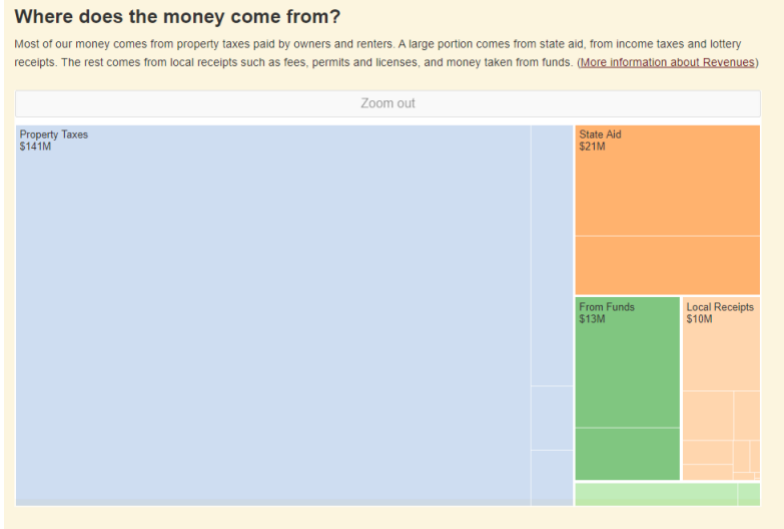 Where does the money come from?
Most of our money comes from property taxes paid by owners and renters. A large portion comes from state aid, from income taxes and lottery
receipts. The rest comes from local receipts such as fees, permits and licenses, and money taken from funds. (More information about Revenues)
Zoom out
Property Taxes
$141M
State Aid
$21M
From Funds
$13M
Local Receipts
$10M